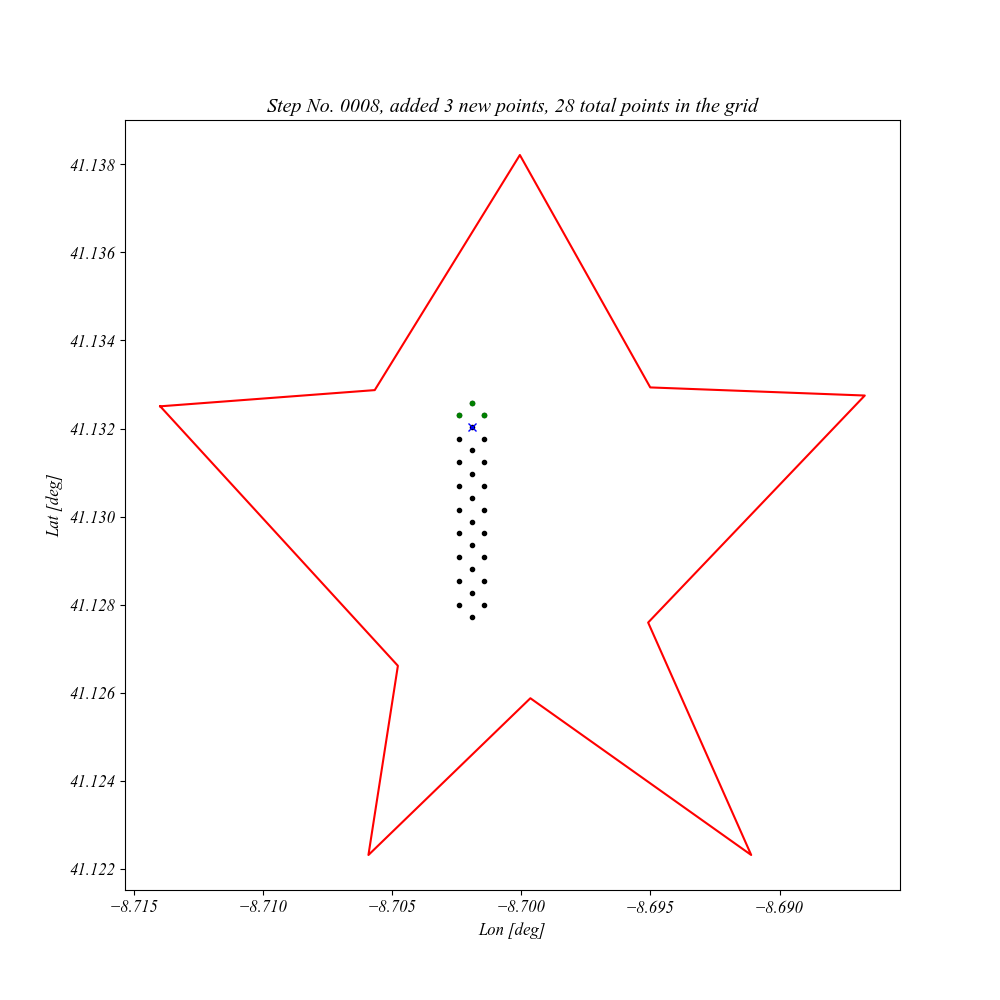 Step No. 0008, added 3 new points, 28 total points in the grid
41.138
41.136
41.134
41.132
41.130
41.128
41.126
41.124
41.122
Lat [deg]
−8.715 −8.710 −8.705 −8.700 −8.695 −8.690
Lon [deg]